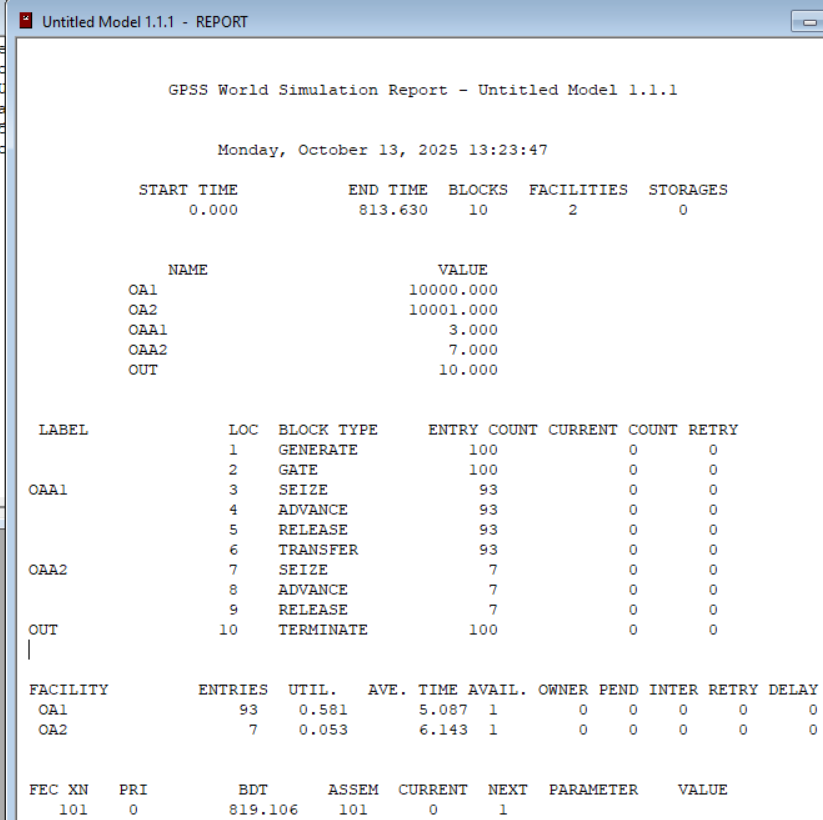 Untitled Model 1.1.1 - REPORT
GPSS World Simulation Report - Untitled Model 1.1.1
Monday, October 13, 2025 13:23:47
START TIME END TIME BLOCKS FACILITIES STORAGES
0.000 813.630 10 2 0
NAME VALUE
OA1 10000.000
OA2 10001.000
OAA1 3.000
OAA2 7.000
OUT 10.000
LABEL LOC BLOCK TYPE ENTRY COUNT CURRENT COUNT RETRY
1 GENERATE 100 0 0
2 GATE 100 0 0
OAA1 3 SEIZE 93 0 0
4 ADVANCE 93 0 0
5 RELEASE 93 0 0
6 TRANSFER 93 0 0
OAA2 7 SEIZE 7 0 0
8 ADVANCE 7 0 0
9 RELEASE 7 0 0
OUT 10 TERMINATE 100 0 0
FACILITY ENTRIES UTIL. AVE. TIME AVAIL. OWNER PEND INTER RETRY DELAY
OA1 93 0.581 5.087 1 0 0 0 0 0
OA2 7 0.053 6.143 1 0 0 0 0 0
FEC XN PRI BDT ASSEM CURRENT NEXT PARAMETER VALUE
101 0 819.106 101 0 1